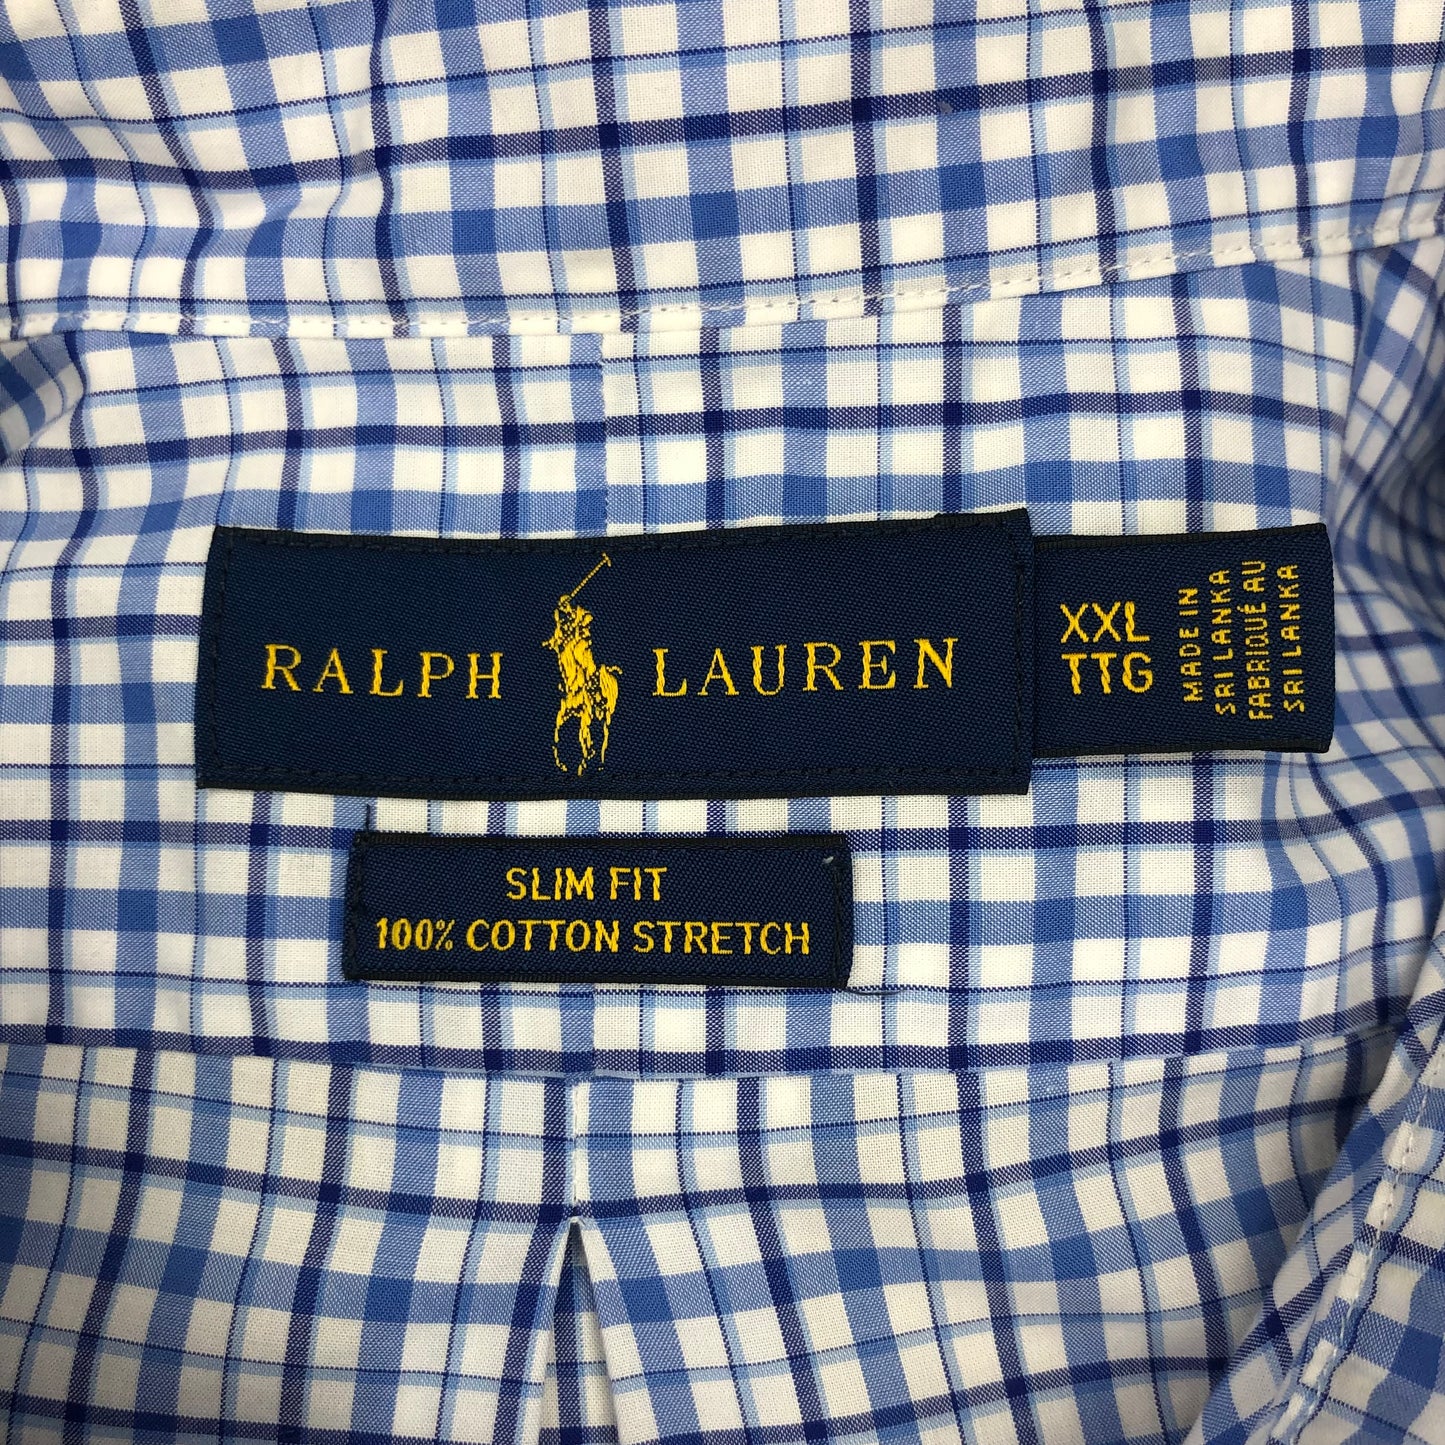 RALPH LAUREN
XXL
TTG
MADE IN
SRI LANKA
FABRIQUÉ AU
SRI LANKA
SLIM FIT
100% COTTON STRETCH